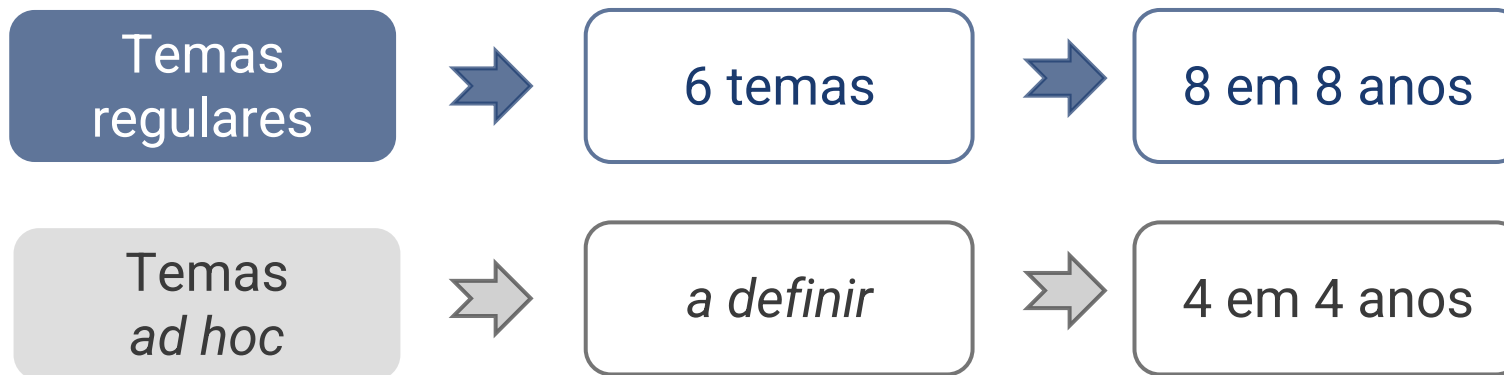 Temas
regulares
6 temas
8 em 8 anos
Temas
ad hoc
a definir
4 em 4 anos